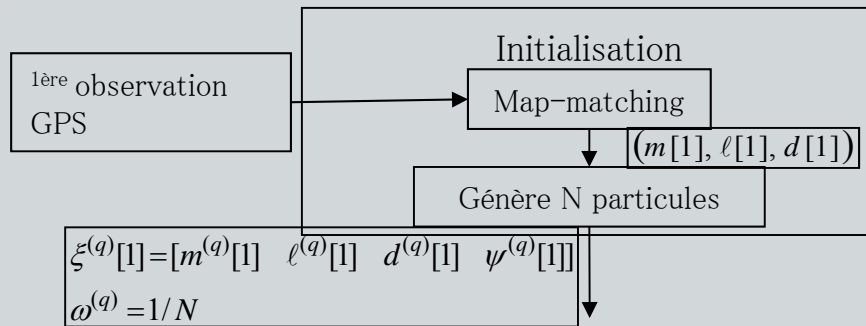 Initialisation
1ère observation
GPS
Map-matching
(m[1], ℓ[1], d[1])
Génère N particules
ξ^(q)[1]=[m^(q)[1] ℓ^(q)[1] d^(q)[1] ψ^(q)[1]]
ω^(q)=1/N